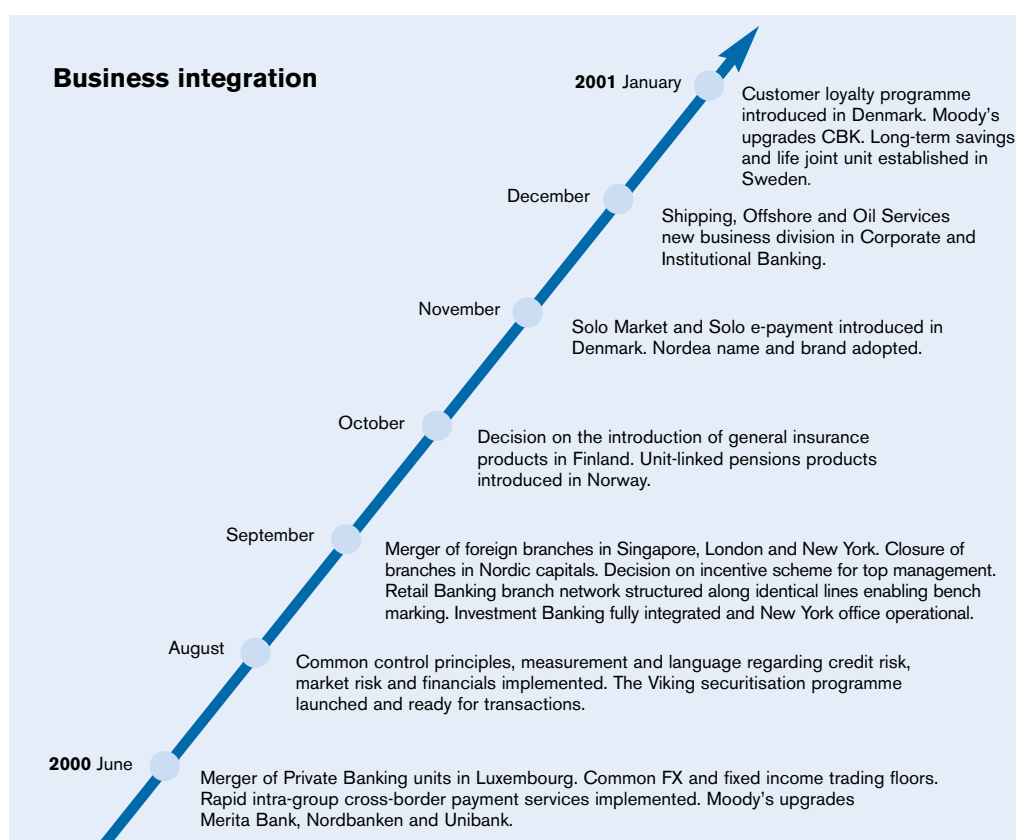 Business integration
2001 January
Customer loyalty programme
introduced in Denmark. Moody's
upgrades CBK. Long-term savings
and life joint unit established in
Sweden.
December
Shipping, Offshore and Oil Services
new business division in Corporate and
Institutional Banking.
November
Solo Market and Solo e-payment introduced in
Denmark. Nordea name and brand adopted.
October
Decision on the introduction of general insurance
products in Finland. Unit-linked pensions products
introduced in Norway.
September
Merger of foreign branches in Singapore, London and New York. Closure of
branches in Nordic capitals. Decision on incentive scheme for top management.
Retail Banking branch network structured along identical lines enabling bench
marking. Investment Banking fully integrated and New York office operational.
August
Common control principles, measurement and language regarding credit risk,
market risk and financials implemented. The Viking securitisation programme
launched and ready for transactions.
2000 June
Merger of Private Banking units in Luxembourg. Common FX and fixed income trading floors.
Rapid intra-group cross-border payment services implemented. Moody's upgrades
Merita Bank, Nordbanken and Unibank.